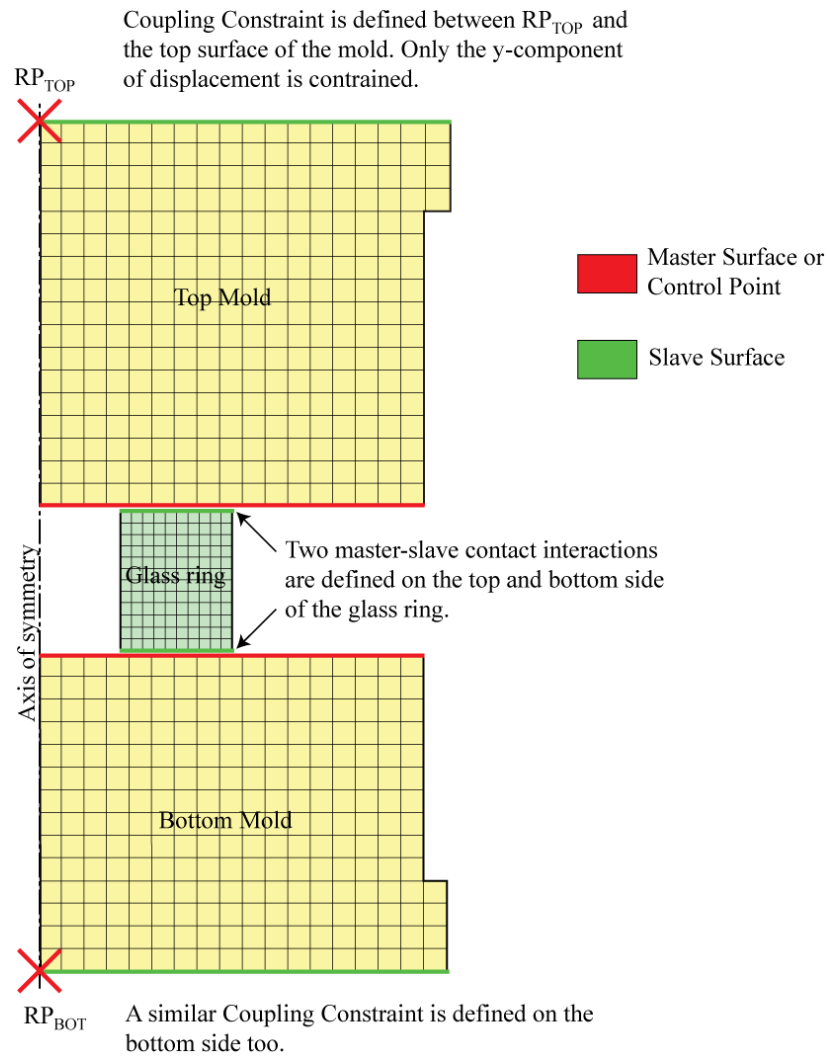 Coupling Constraint is defined between RP_TOP and
the top surface of the mold. Only the y-component
of displacement is contrained.
RP_TOP
Top Mold
Master Surface or
Control Point
Slave Surface
Axis of symmetry
Glass ring
Two master-slave contact interactions
are defined on the top and bottom side
of the glass ring.
Bottom Mold
RP_BOT
A similar Coupling Constraint is defined on the
bottom side too.